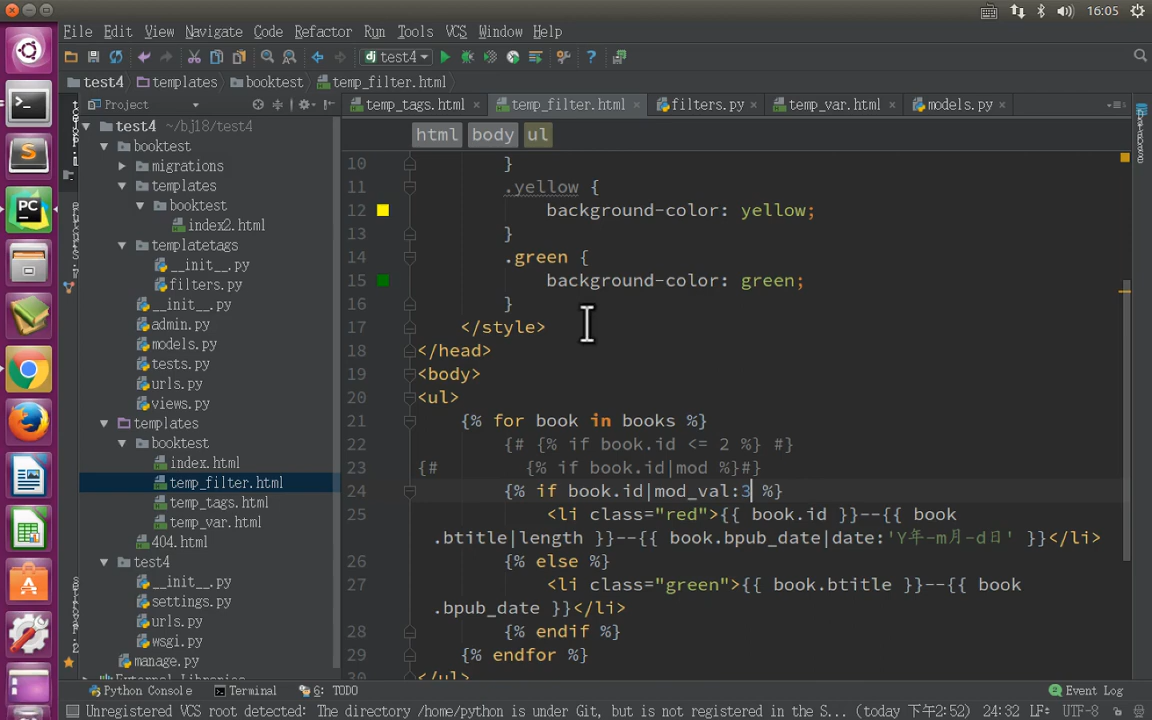 16:05
File Edit View Navigate Code Refactor Run Tools VCS Window Help
test4
test4 templates booktest temp_filter.html
Project
temp_tags.html temp_filter.html filters.py temp_var.html models.py
html body ul
test4 ~/bj18/test4
booktest
migrations
templates
booktest
index2.html
templatetags
__init__.py
filters.py
__init__.py
admin.py
models.py
tests.py
urls.py
views.py
templates
booktest
index.html
temp_filter.html
temp_tags.html
temp_var.html
404.html
test4
__init__.py
settings.py
urls.py
wsgi.py
manage.py
External Libraries
10 }
11 .yellow {
12 background-color: yellow;
13 }
14 .green {
15 background-color: green;
16 }
17 </style>
18 </head>
19 <body>
20 <ul>
21 {% for book in books %}
22 {# {% if book.id <= 2 %} #}
23 {# {% if book.id|mod %}#}
24 {% if book.id|mod_val:3 %}
25 <li class="red">{{ book.id }}--{{ book
.btitle|length }}--{{ book.bpub_date|date:'Y年-m月-d日' }}</li>
26 {% else %}
27 <li class="green">{{ book.btitle }}--{{ book
.bpub_date }}</li>
28 {% endif %}
29 {% endfor %}
</ul>
Python Console Terminal 6: TODO Event Log
Unregistered VCS root detected: The directory /home/python is under Git, but is not registered in the S... (today 下午2:52) 24:32 LF÷ UTF-8